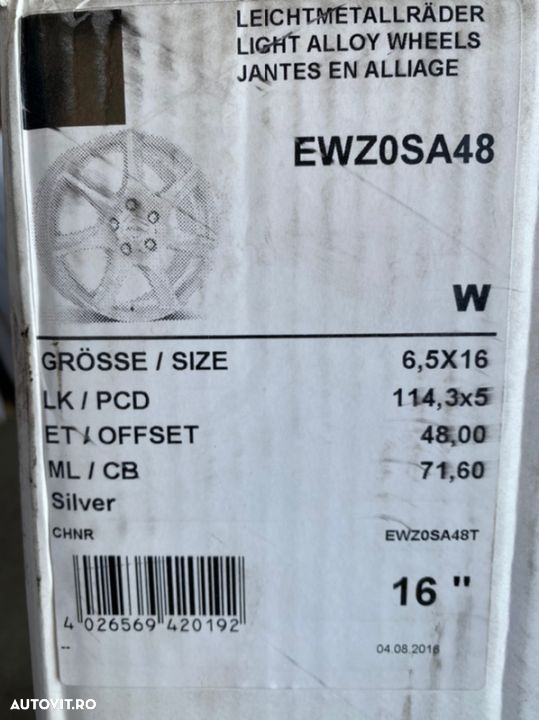 LEICHTMETALLRÄDER
LIGHT ALLOY WHEELS
JANTES EN ALLIAGE
EWZ0SA48
W
GRÖSSE / SIZE 6,5X16
LK / PCD 114,3x5
ET / OFFSET 48,00
ML / CB 71,60
Silver
CHNR EWZ0SA48T
16 "
4 026569 420192
-- 04.08.2016
AUTOVIT.RO